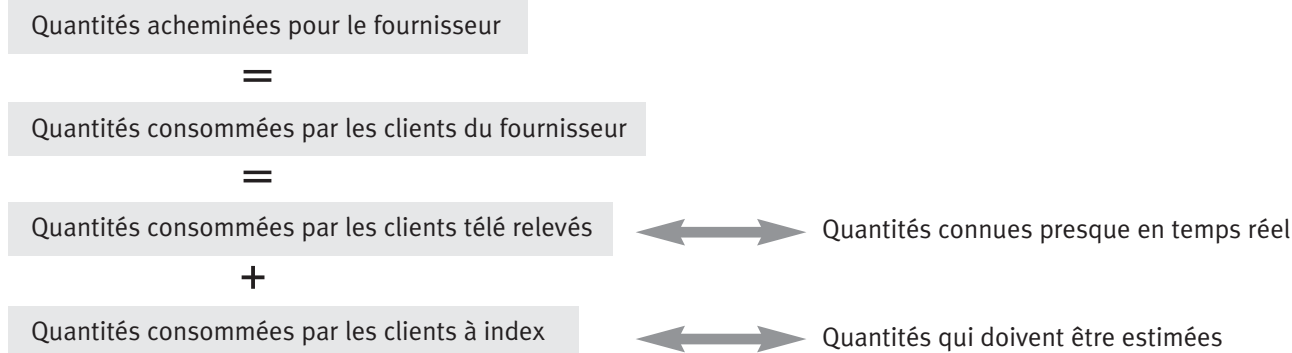 Quantités acheminées pour le fournisseur
=
Quantités consommées par les clients du fournisseur
=
Quantités consommées par les clients télé relevés
Quantités connues presque en temps réel
+
Quantités consommées par les clients à index
Quantités qui doivent être estimées